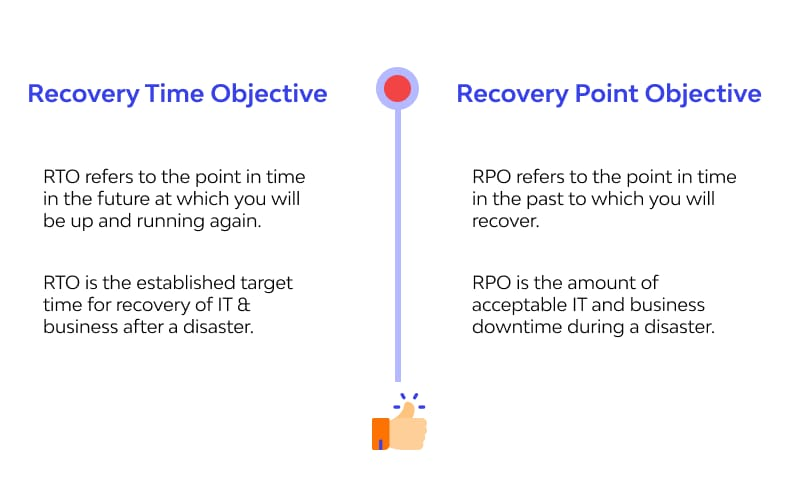 Recovery Time Objective
RTO refers to the point in time
in the future at which you will
be up and running again.
RTO is the established target
time for recovery of IT &
business after a disaster.
Recovery Point Objective
RPO refers to the point in time
in the past to which you will
recover.
RPO is the amount of
acceptable IT and business
downtime during a disaster.